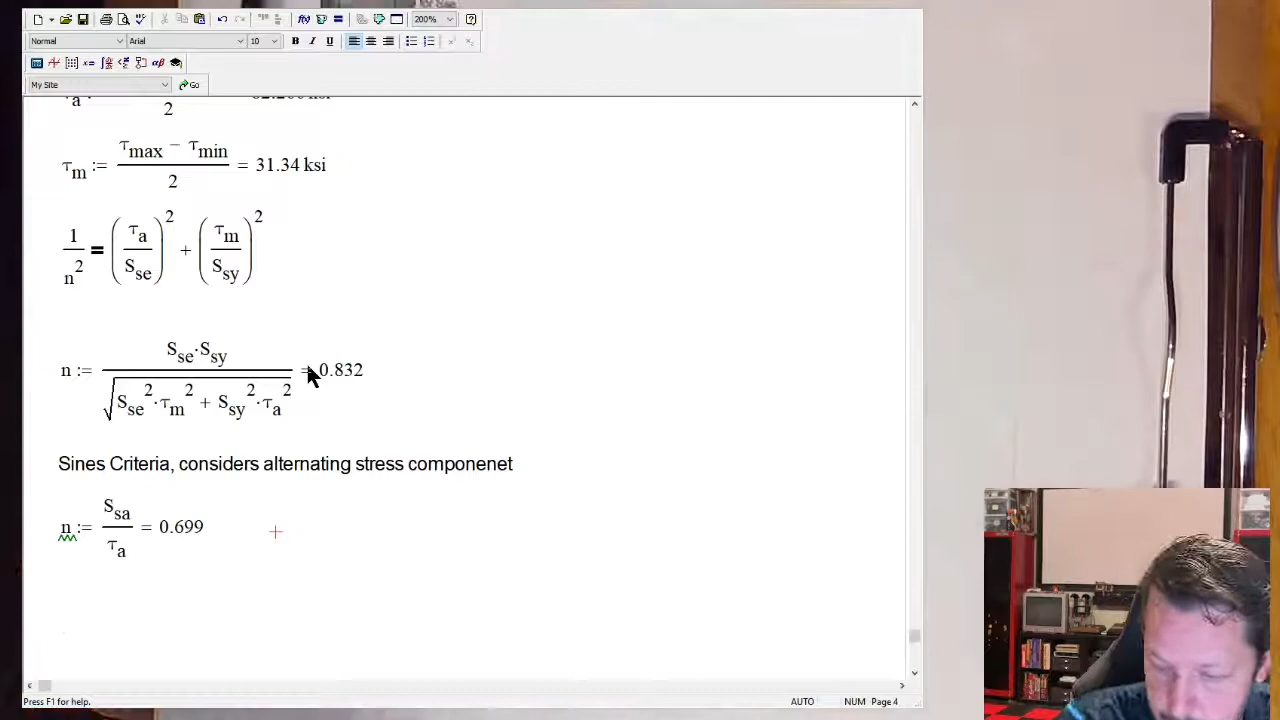 200%
Normal Arial 10 B I U
My Site Go
a 2
τm := τmax − τmin / 2 = 31.34 ksi
1/n² = (τa/Sse)² + (τm/Ssy)²
n := Sse·Ssy / √(Sse²·τm² + Ssy²·τa²) = 0.832
Sines Criteria, considers alternating stress componenet
n := Ssa / τa = 0.699
Press F1 for help. AUTO NUM Page 4